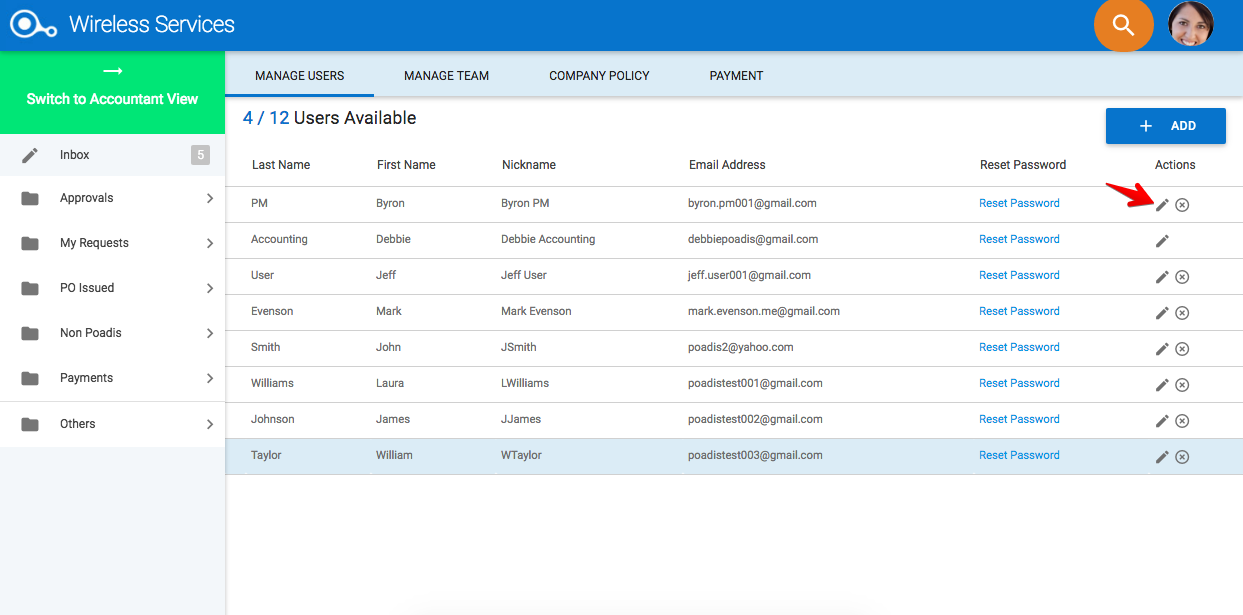 Wireless Services
Switch to Accountant View
Inbox 5
Approvals
My Requests
PO Issued
Non Poadis
Payments
Others
MANAGE USERS MANAGE TEAM COMPANY POLICY PAYMENT
4 / 12 Users Available
+ ADD
Last Name First Name Nickname Email Address Reset Password Actions
PM Byron Byron PM byron.pm001@gmail.com Reset Password
Accounting Debbie Debbie Accounting debbiepoadis@gmail.com Reset Password
User Jeff Jeff User jeff.user001@gmail.com Reset Password
Evenson Mark Mark Evenson mark.evenson.me@gmail.com Reset Password
Smith John JSmith poadis2@yahoo.com Reset Password
Williams Laura LWilliams poadistest001@gmail.com Reset Password
Johnson James JJames poadistest002@gmail.com Reset Password
Taylor William WTaylor poadistest003@gmail.com Reset Password